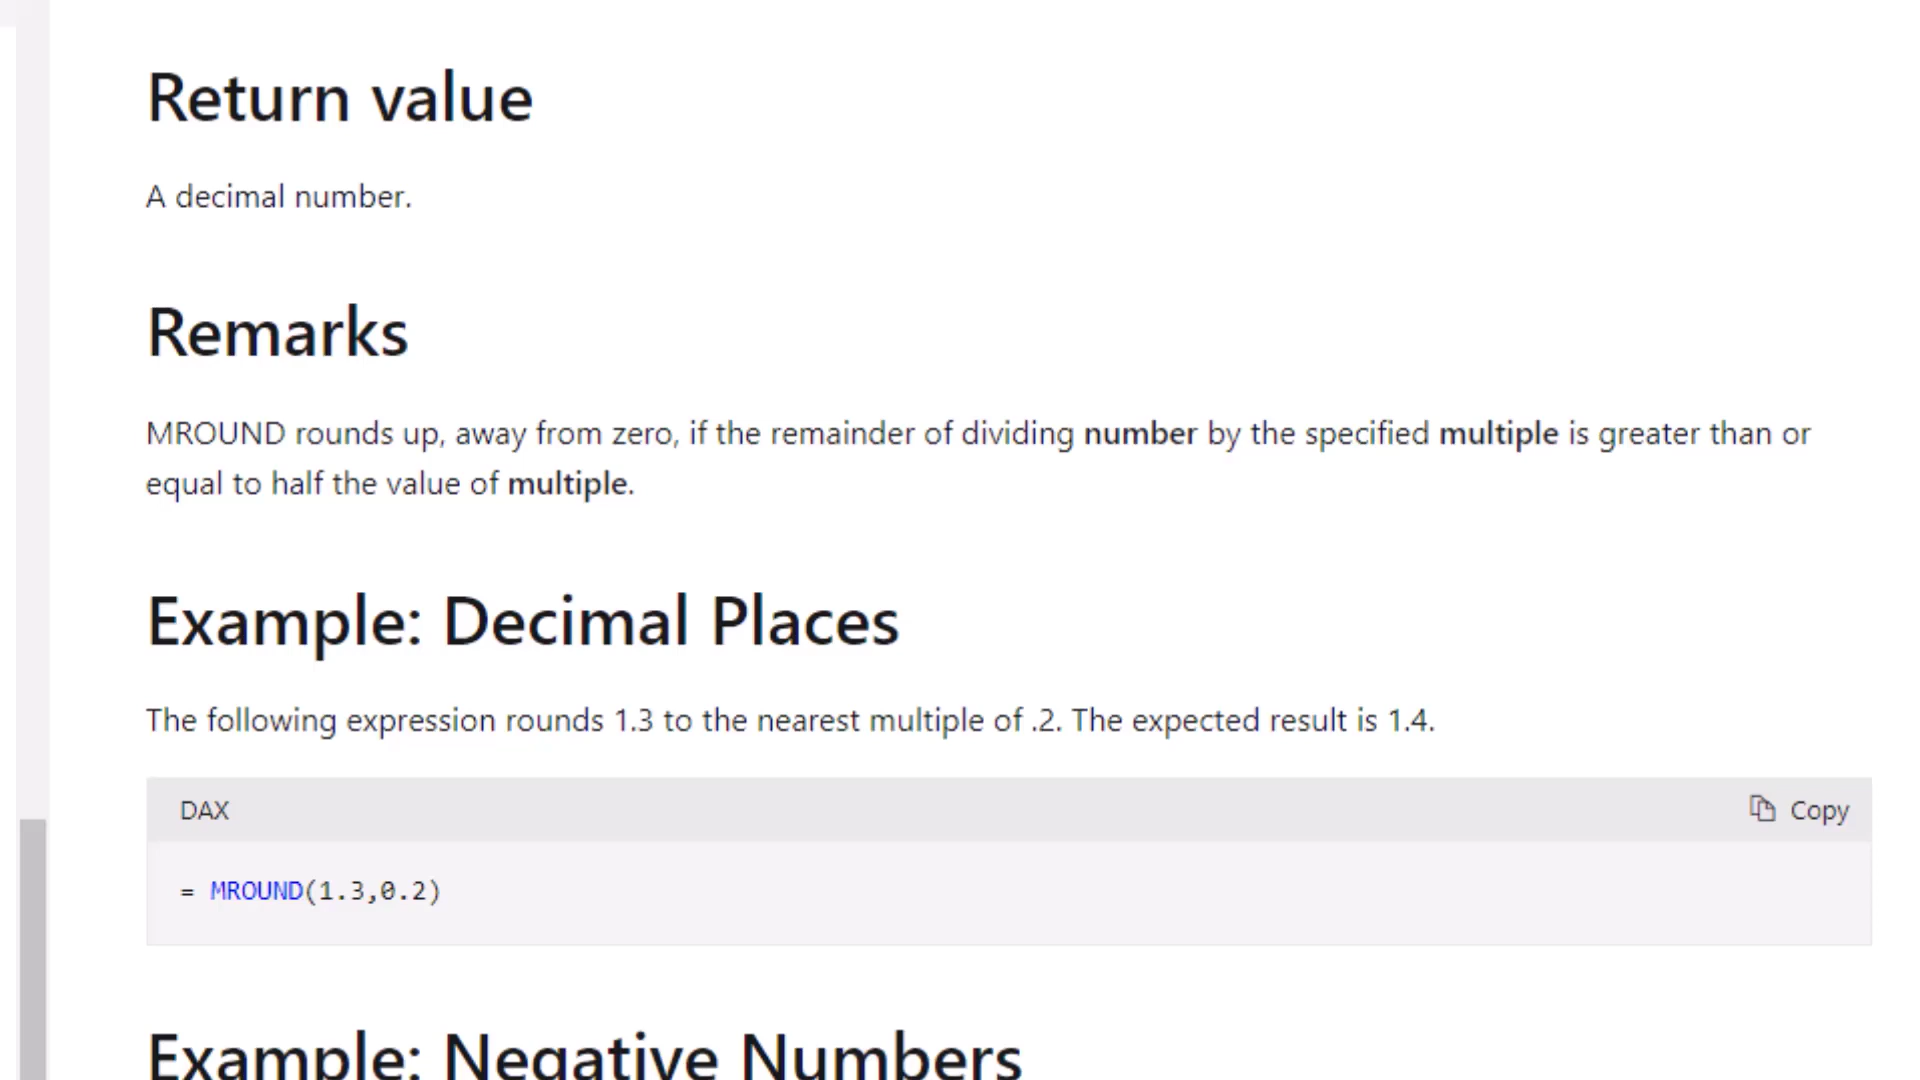 Return value
A decimal number.
Remarks
MROUND rounds up, away from zero, if the remainder of dividing number by the specified multiple is greater than or
equal to half the value of multiple.
Example: Decimal Places
The following expression rounds 1.3 to the nearest multiple of .2. The expected result is 1.4.
DAX
Copy
= MROUND(1.3,0.2)
Example: Negative Numbers